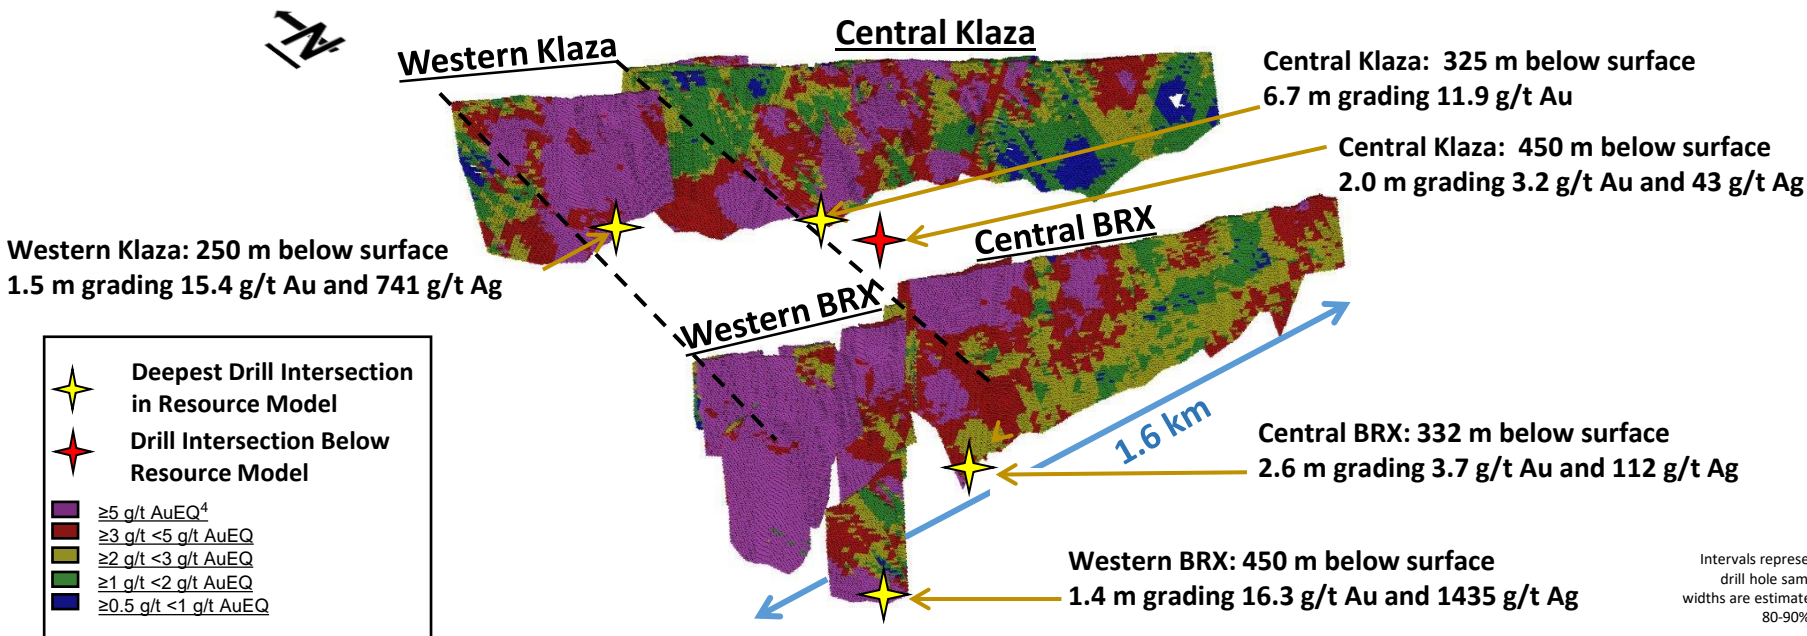 N
Western Klaza
Central Klaza
Central Klaza: 325 m below surface
6.7 m grading 11.9 g/t Au
Central Klaza: 450 m below surface
2.0 m grading 3.2 g/t Au and 43 g/t Ag
Western Klaza: 250 m below surface
1.5 m grading 15.4 g/t Au and 741 g/t Ag
Central BRX
Western BRX
1.6 km
Deepest Drill Intersection
in Resource Model
Drill Intersection Below
Resource Model
≥5 g/t AuEQ⁴
≥3 g/t <5 g/t AuEQ
≥2 g/t <3 g/t AuEQ
≥1 g/t <2 g/t AuEQ
≥0.5 g/t <1 g/t AuEQ
Central BRX: 332 m below surface
2.6 m grading 3.7 g/t Au and 112 g/t Ag
Western BRX: 450 m below surface
1.4 m grading 16.3 g/t Au and 1435 g/t Ag
Intervals represe
drill hole sam
widths are estimate
80-90%